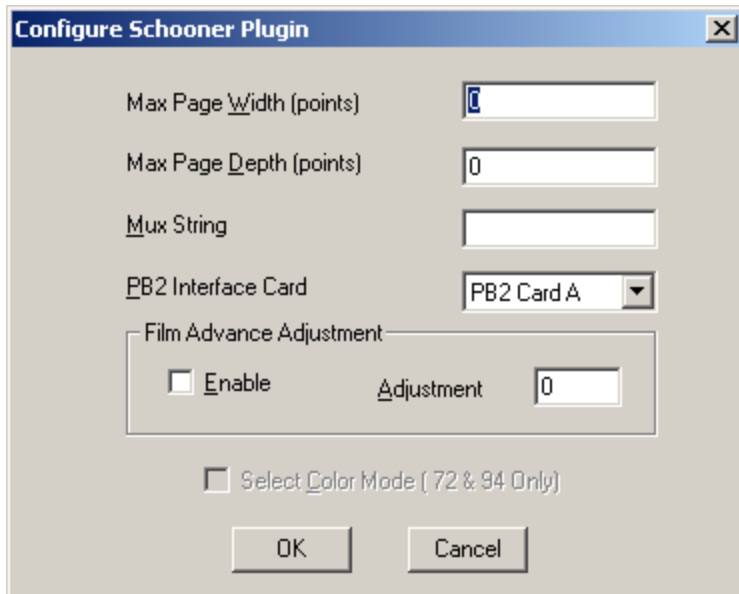 Configure Schooner Plugin
Max Page Width (points) 0
Max Page Depth (points) 0
Mux String
PB2 Interface Card PB2 Card A
Film Advance Adjustment
Enable Adjustment 0
Select Color Mode ( 72 & 94 Only)
OK Cancel